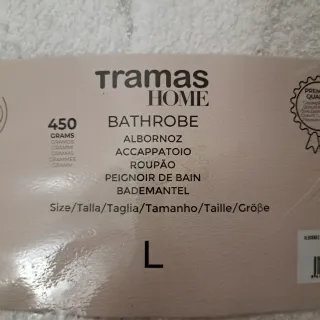 Tramas
HOME
450
GRAMS
BATHROBE
ALBORNOZ
ACCAPPATOIO
ROUPÃO
PEIGNOIR DE BAIN
BADEMANTEL
Size/Talla/Taglia/Tamanho/Taille/Größe
L